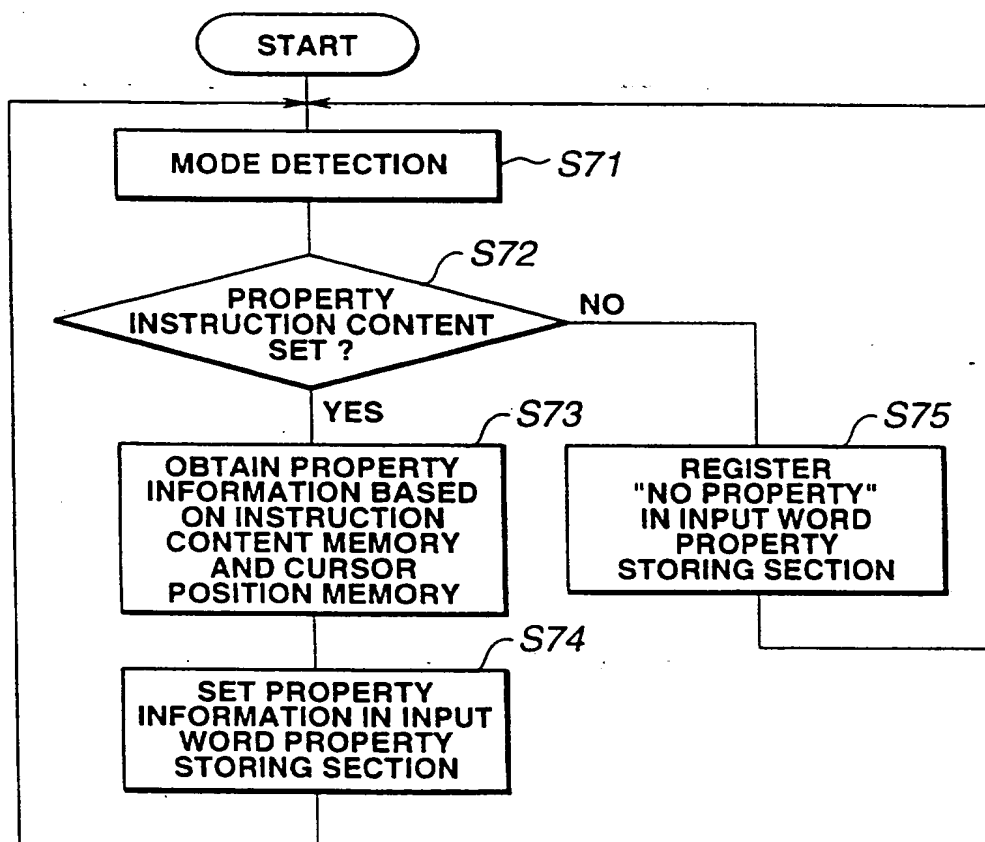 START
MODE DETECTION
S71
S72
PROPERTY
INSTRUCTION CONTENT
SET ?
NO
YES
S73
OBTAIN PROPERTY
INFORMATION BASED
ON INSTRUCTION
CONTENT MEMORY
AND CURSOR
POSITION MEMORY
S75
REGISTER
"NO PROPERTY"
IN INPUT WORD
PROPERTY
STORING SECTION
S74
SET PROPERTY
INFORMATION IN INPUT
WORD PROPERTY
STORING SECTION